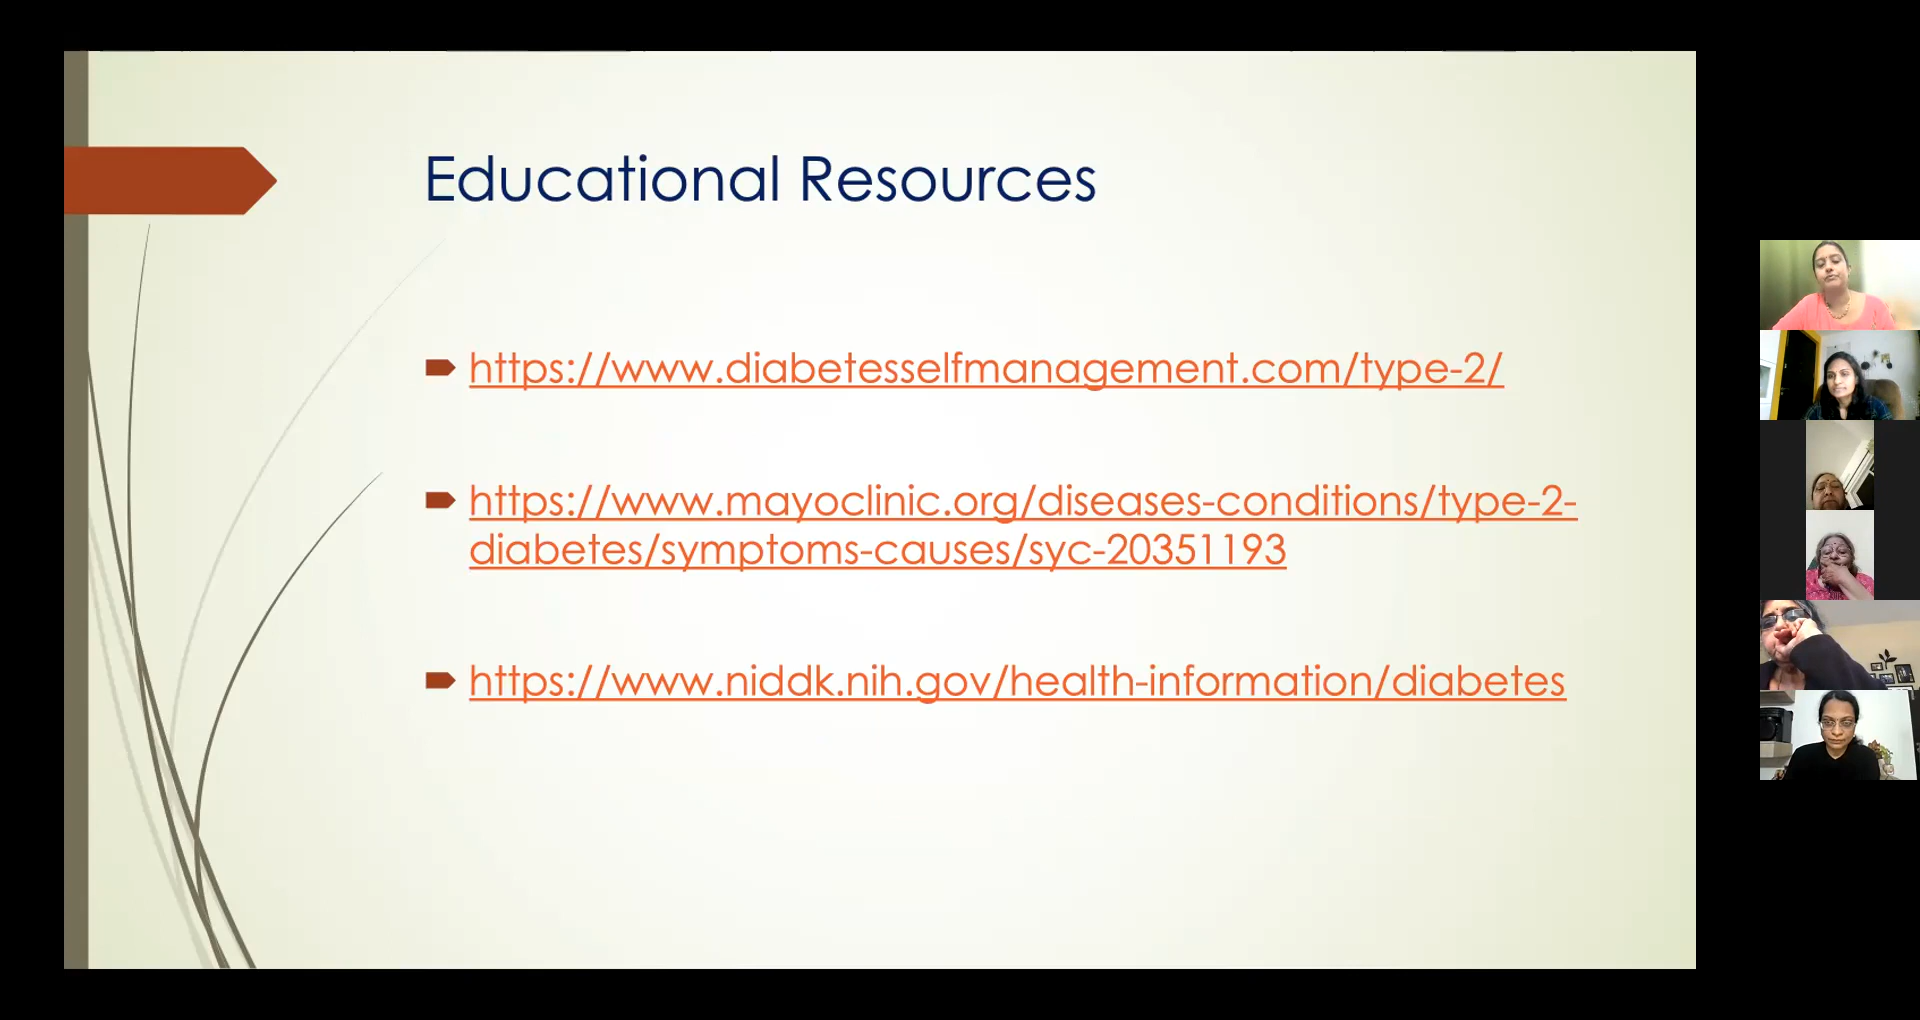 Educational Resources
https://www.diabetesselfmanagement.com/type-2/
https://www.mayoclinic.org/diseases-conditions/type-2-
diabetes/symptoms-causes/syc-20351193
https://www.niddk.nih.gov/health-information/diabetes